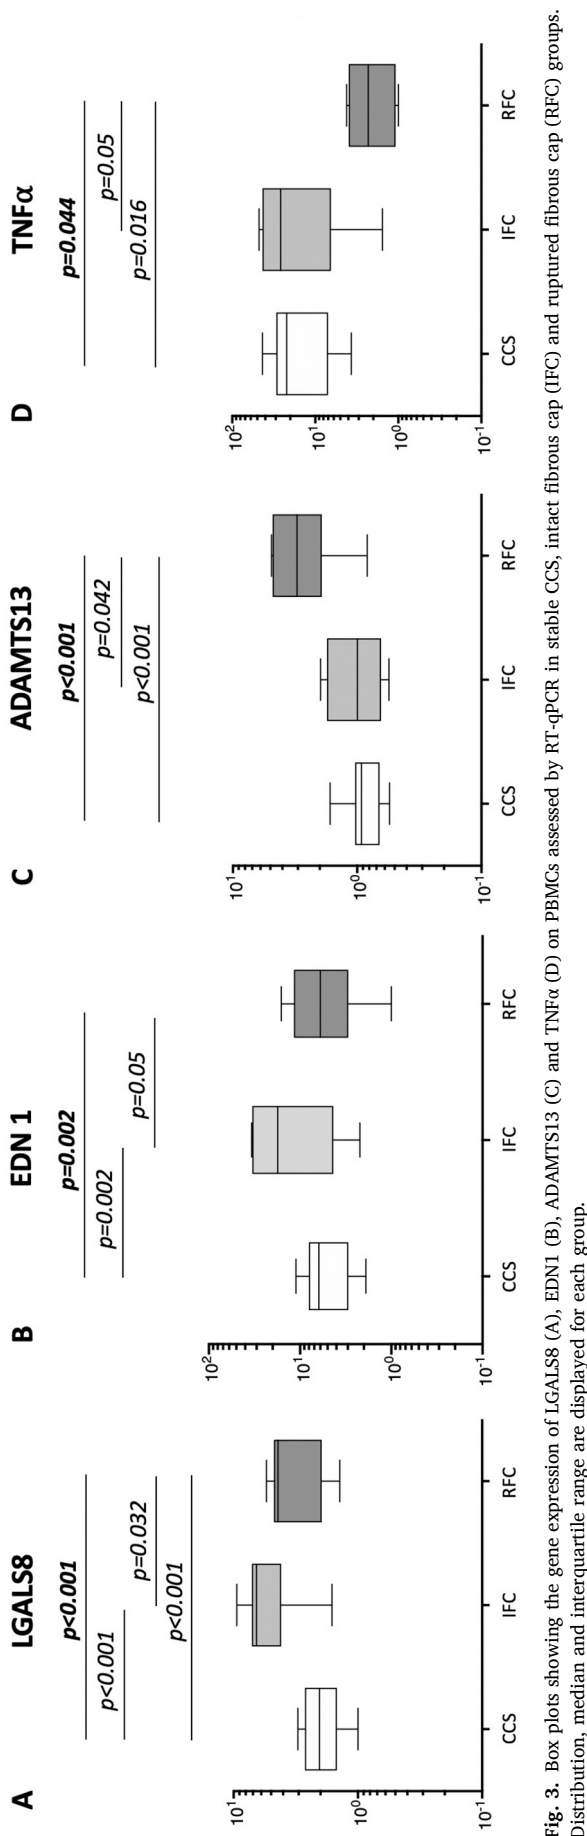 A
LGALS8
p<0.001
p<0.001
p=0.032
p<0.001
10¹
10⁰
10⁻¹
CCS
IFC
RFC
B
EDN 1
p=0.002
p=0.002
p=0.05
10²
10¹
10⁰
10⁻¹
CCS
IFC
RFC
C
ADAMTS13
p<0.001
p=0.042
p<0.001
10¹
10⁰
10⁻¹
CCS
IFC
RFC
D
TNFα
p=0.044
p=0.05
p=0.016
10²
10¹
10⁰
10⁻¹
CCS
IFC
RFC
Fig. 3. Box plots showing the gene expression of LGALS8 (A), EDN1 (B), ADAMTS13 (C) and TNFα (D) on PBMCs assessed by RT-qPCR in stable CCS, intact fibrous cap (IFC) and ruptured fibrous cap (RFC) groups.
Distribution, median and interquartile range are displayed for each group.